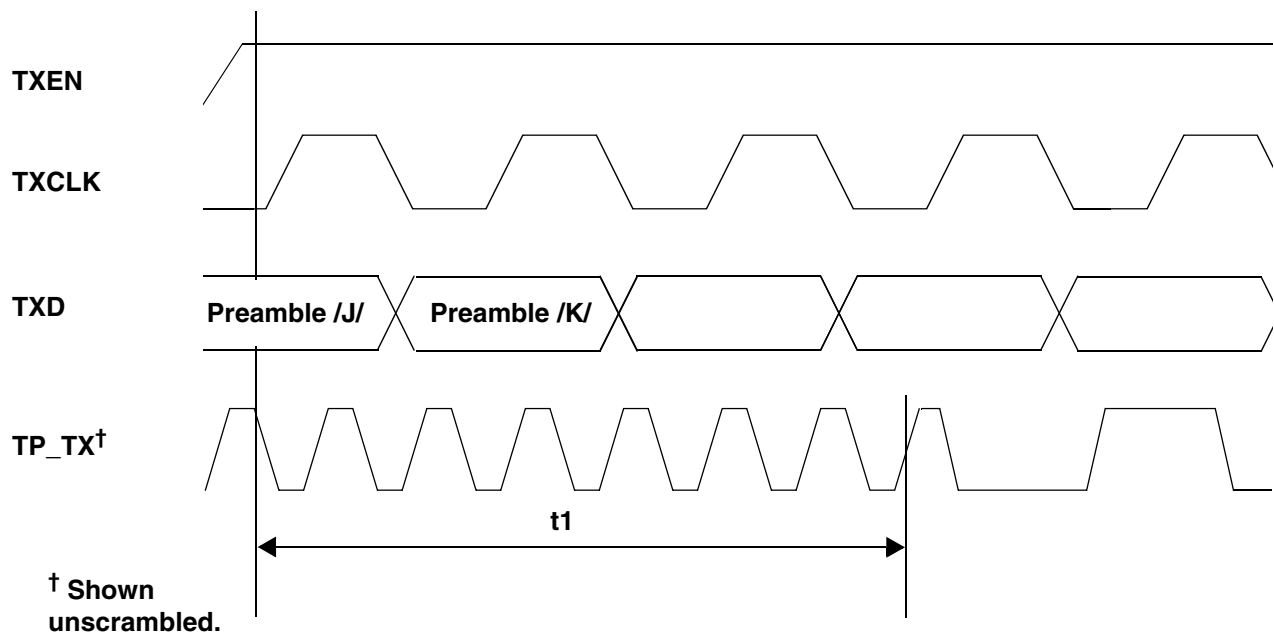 TXEN
TXCLK
TXD
Preamble /J/ Preamble /K/
TP_TX†
t1
† Shown
unscrambled.